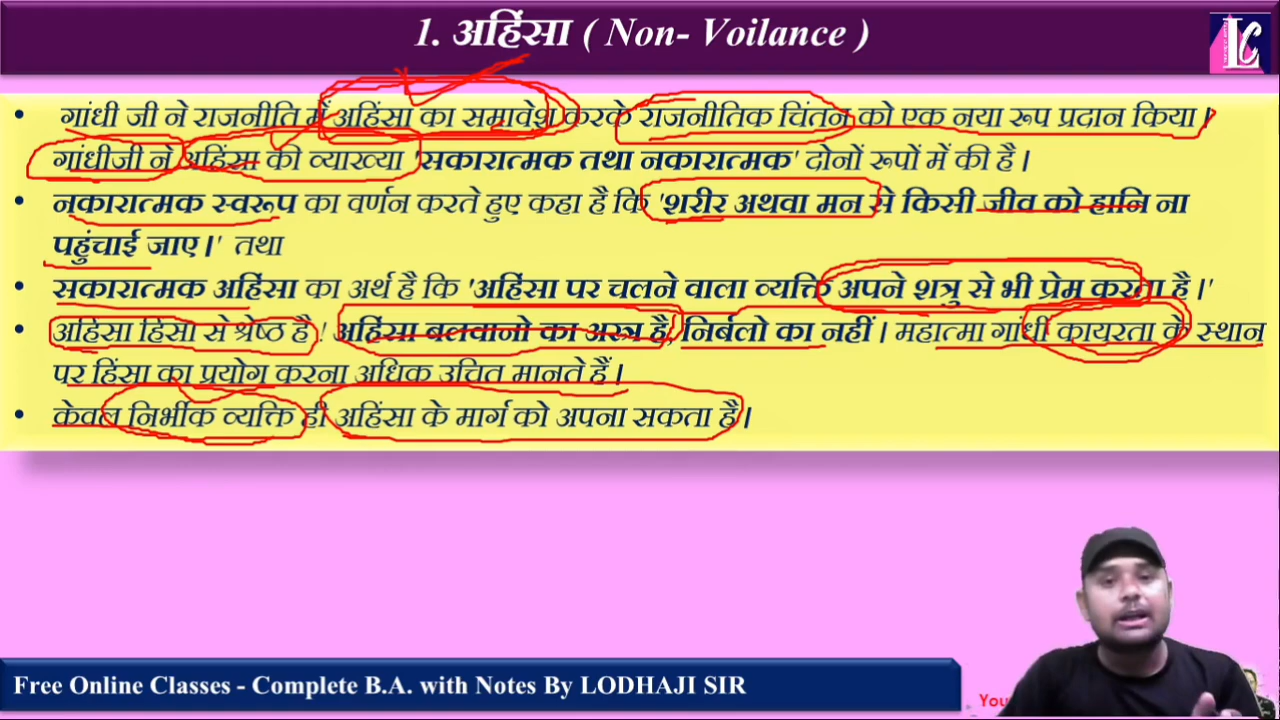 1. अहिंसा ( Non- Voilance )
LC
• गांधी जी ने राजनीति में अहिंसा का समावेश करके राजनीतिक चिंतन को एक नया रूप प्रदान किया।
गांधीजी ने अहिंसा की व्याख्या 'सकारात्मक तथा नकारात्मक' दोनों रूपों में की है।
• नकारात्मक स्वरूप का वर्णन करते हुए कहा है कि 'शरीर अथवा मन से किसी जीव को हानि ना
पहुंचाई जाए।' तथा
• सकारात्मक अहिंसा का अर्थ है कि 'अहिंसा पर चलने वाला व्यक्ति अपने शत्रु से भी प्रेम करता है।'
• अहिंसा हिंसा से श्रेष्ठ है! अहिंसा बलवानो का अस्त्र है, निर्बलो का नहीं। महात्मा गांधी कायरता के स्थान
पर हिंसा का प्रयोग करना अधिक उचित मानते हैं।
• केवल निर्भीक व्यक्ति ही अहिंसा के मार्ग को अपना सकता है।
Free Online Classes - Complete B.A. with Notes By LODHAJI SIR
You